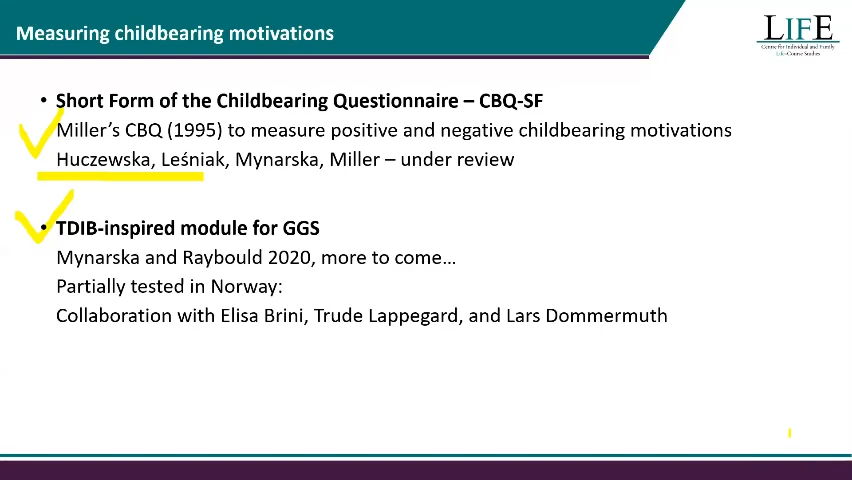 Measuring childbearing motivations
LIFE
Centre for Individual and Family
Life-Course Studies
• Short Form of the Childbearing Questionnaire – CBQ-SF
Miller's CBQ (1995) to measure positive and negative childbearing motivations
Huczewska, Leśniak, Mynarska, Miller – under review
• TDIB-inspired module for GGS
Mynarska and Raybould 2020, more to come…
Partially tested in Norway:
Collaboration with Elisa Brini, Trude Lappegard, and Lars Dommermuth